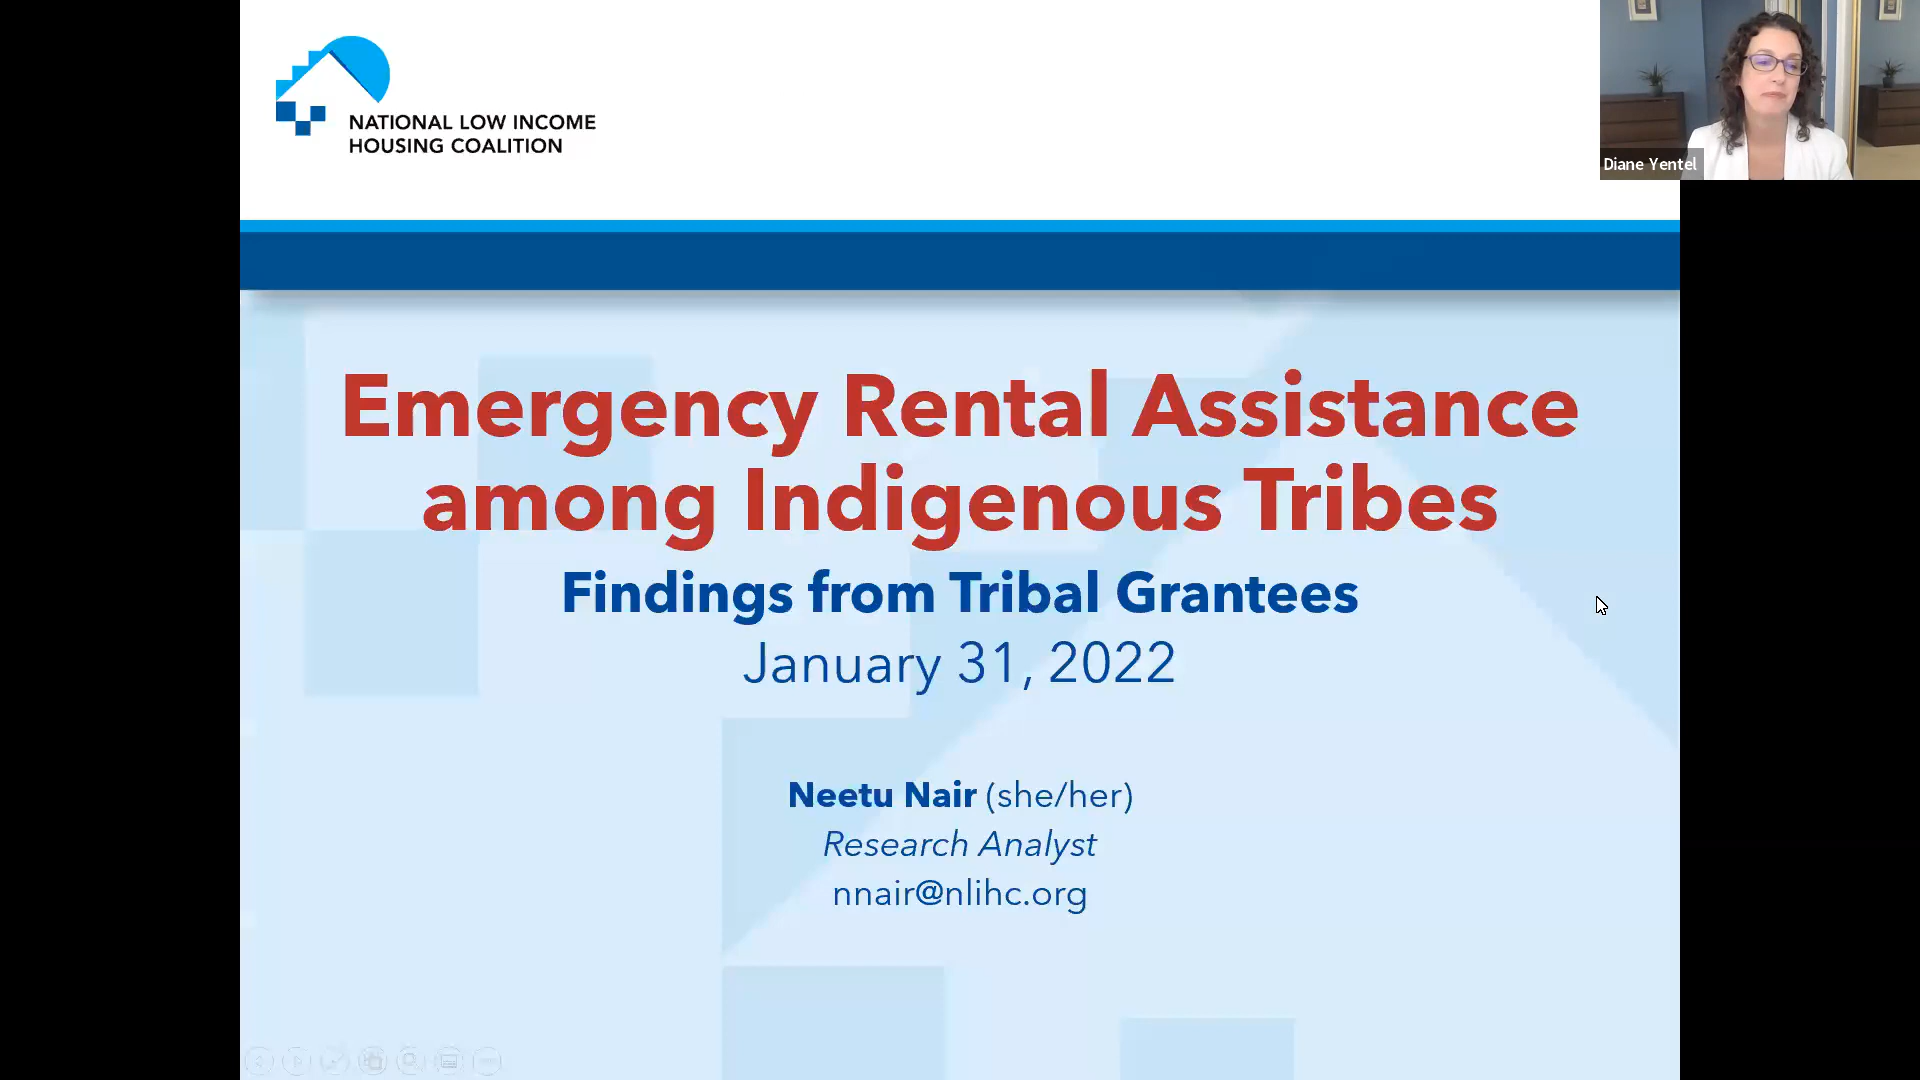 NATIONAL LOW INCOME
HOUSING COALITION
Diane Yentel
Emergency Rental Assistance
among Indigenous Tribes
Findings from Tribal Grantees
January 31, 2022
Neetu Nair (she/her)
Research Analyst
nnair@nlihc.org